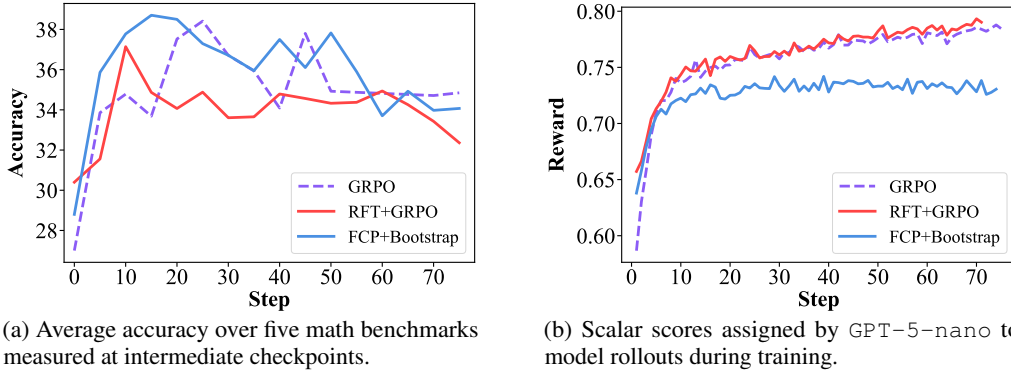 38
36
34
32
30
28
Accuracy
0
10
20
30
40
50
60
70
Step
GRPO
RFT+GRPO
FCP+Bootstrap
(a) Average accuracy over five math benchmarks
measured at intermediate checkpoints.
0.80
0.75
0.70
0.65
0.60
Reward
0
10
20
30
40
50
60
70
Step
GRPO
RFT+GRPO
FCP+Bootstrap
(b) Scalar scores assigned by GPT-5-nano to
model rollouts during training.